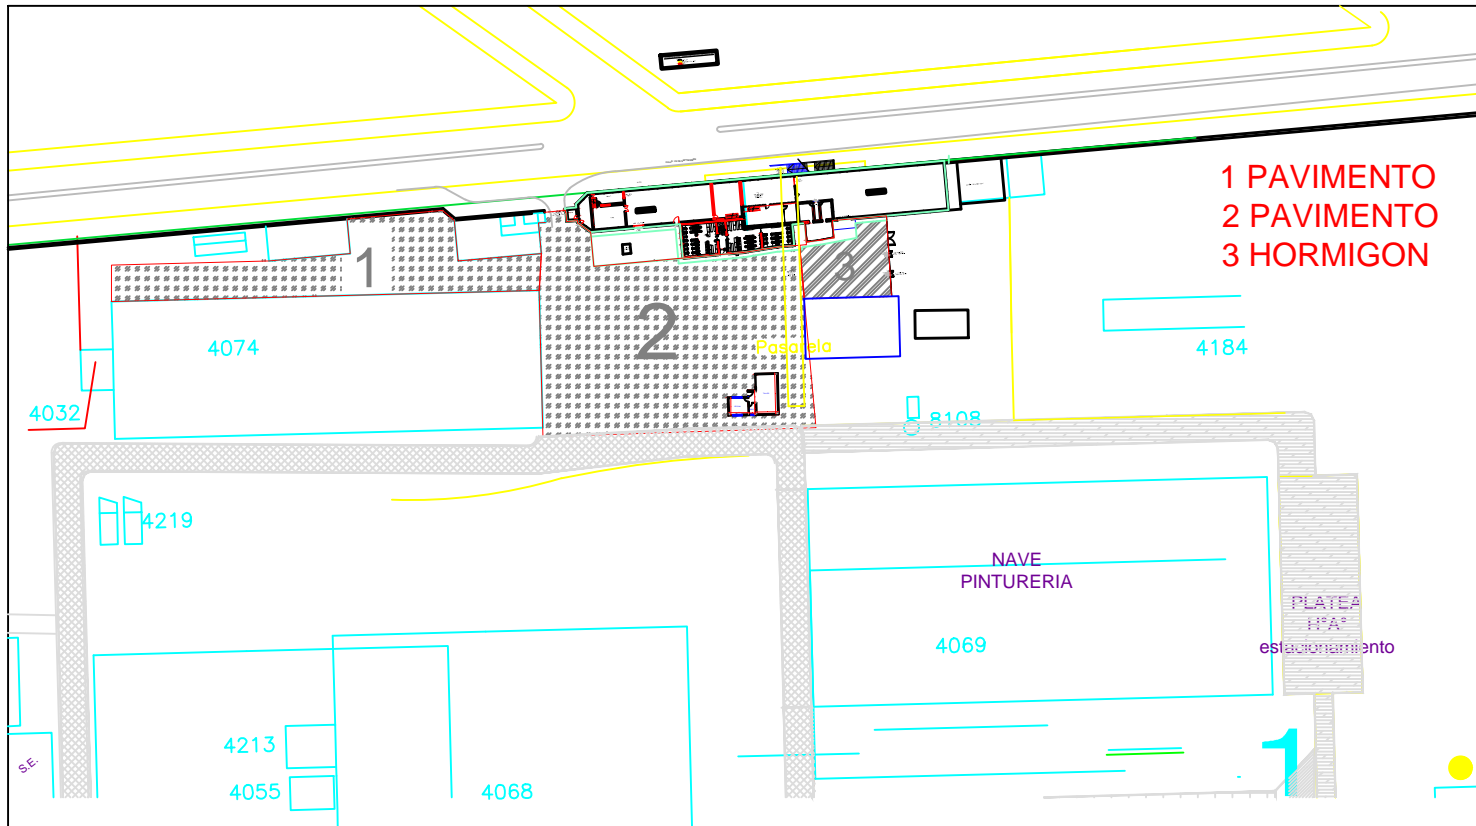 1 PAVIMENTO
2 PAVIMENTO
3 HORMIGON
1
3
2
4074
Pasarela
4184
4032
8108
4219
NAVE
PINTURERIA
PLATEA
HºAº
estacionamiento
4069
4213
S.E.
4055
4068
1